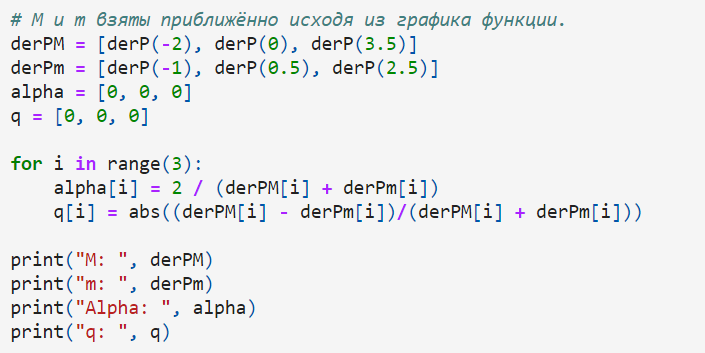 # М и m взяты приближённо исходя из графика функции.
derPM = [derP(-2), derP(0), derP(3.5)]
derPm = [derP(-1), derP(0.5), derP(2.5)]
alpha = [0, 0, 0]
q = [0, 0, 0]
for i in range(3):
    alpha[i] = 2 / (derPM[i] + derPm[i])
    q[i] = abs((derPM[i] - derPm[i])/(derPM[i] + derPm[i]))
print("M: ", derPM)
print("m: ", derPm)
print("Alpha: ", alpha)
print("q: ", q)